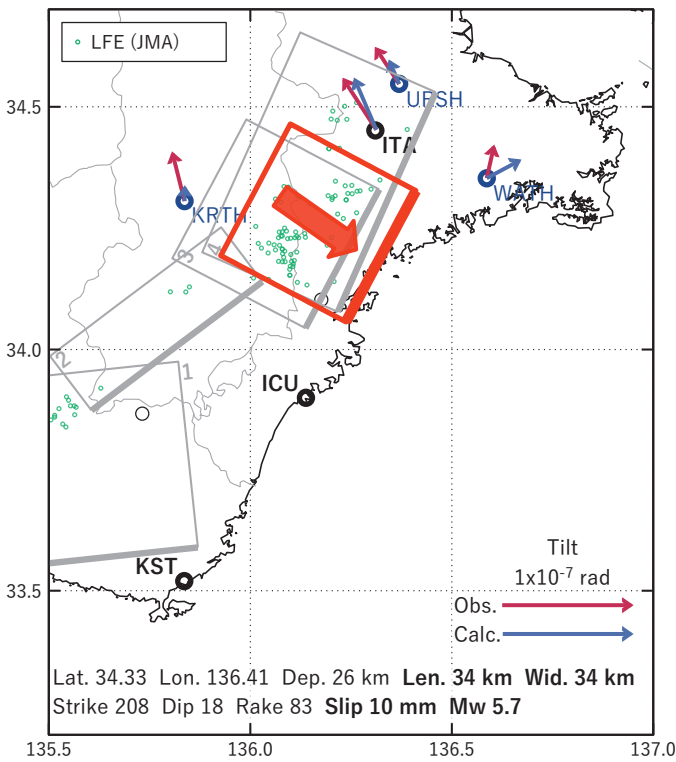 LFE (JMA)
34.5
34.0
33.5
URSH
ITA
WATH
KRTH
3
4
2
1
ICU
KST
Tilt
1x10-7 rad
Obs.
Calc.
Lat. 34.33 Lon. 136.41 Dep. 26 km Len. 34 km Wid. 34 km
Strike 208 Dip 18 Rake 83 Slip 10 mm Mw 5.7
135.5 136.0 136.5 137.0